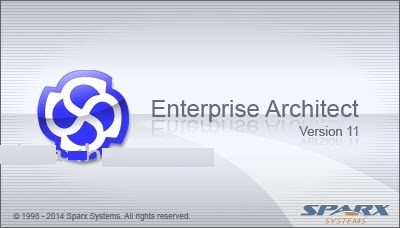 Enterprise Architect
Version 11
© 1998 - 2014 Sparx Systems. All rights reserved.
SPARX
SYSTEMS